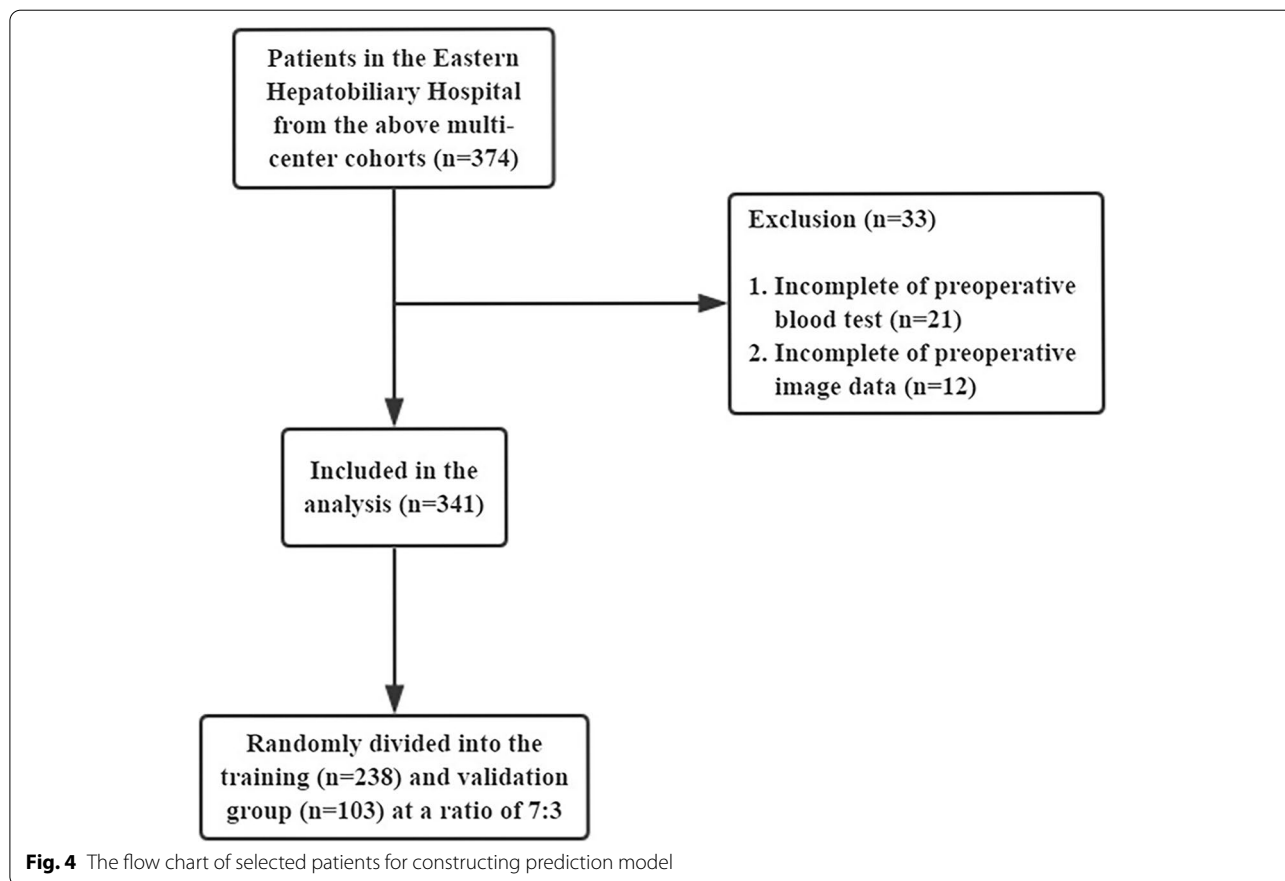 Patients in the Eastern
Hepatobiliary Hospital
from the above multi-
center cohorts (n=374)
Exclusion (n=33)
1. Incomplete of preoperative
blood test (n=21)
2. Incomplete of preoperative
image data (n=12)
Included in the
analysis (n=341)
Randomly divided into the
training (n=238) and validation
group (n=103) at a ratio of 7:3
Fig. 4 The flow chart of selected patients for constructing prediction model